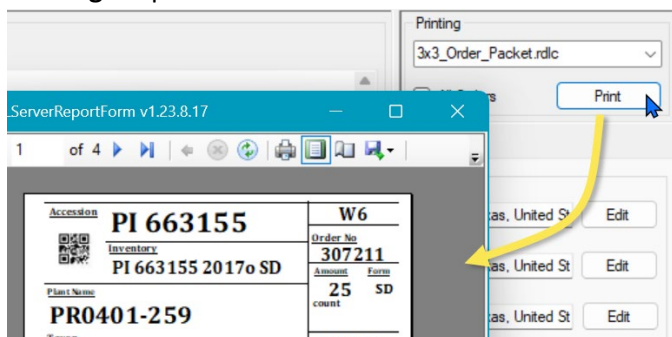 Printing
3x3_Order_Packet.rdlc
Print
ServerReportForm v1.23.8.17
1 of 4
Accession
PI 663155
W6
Order No
307211
Inventory
PI 663155 2017o SD
Amount Form
25 SD
count
Plant Name
PR0401-259
as, United St Edit
as, United St Edit
as, United St Edit